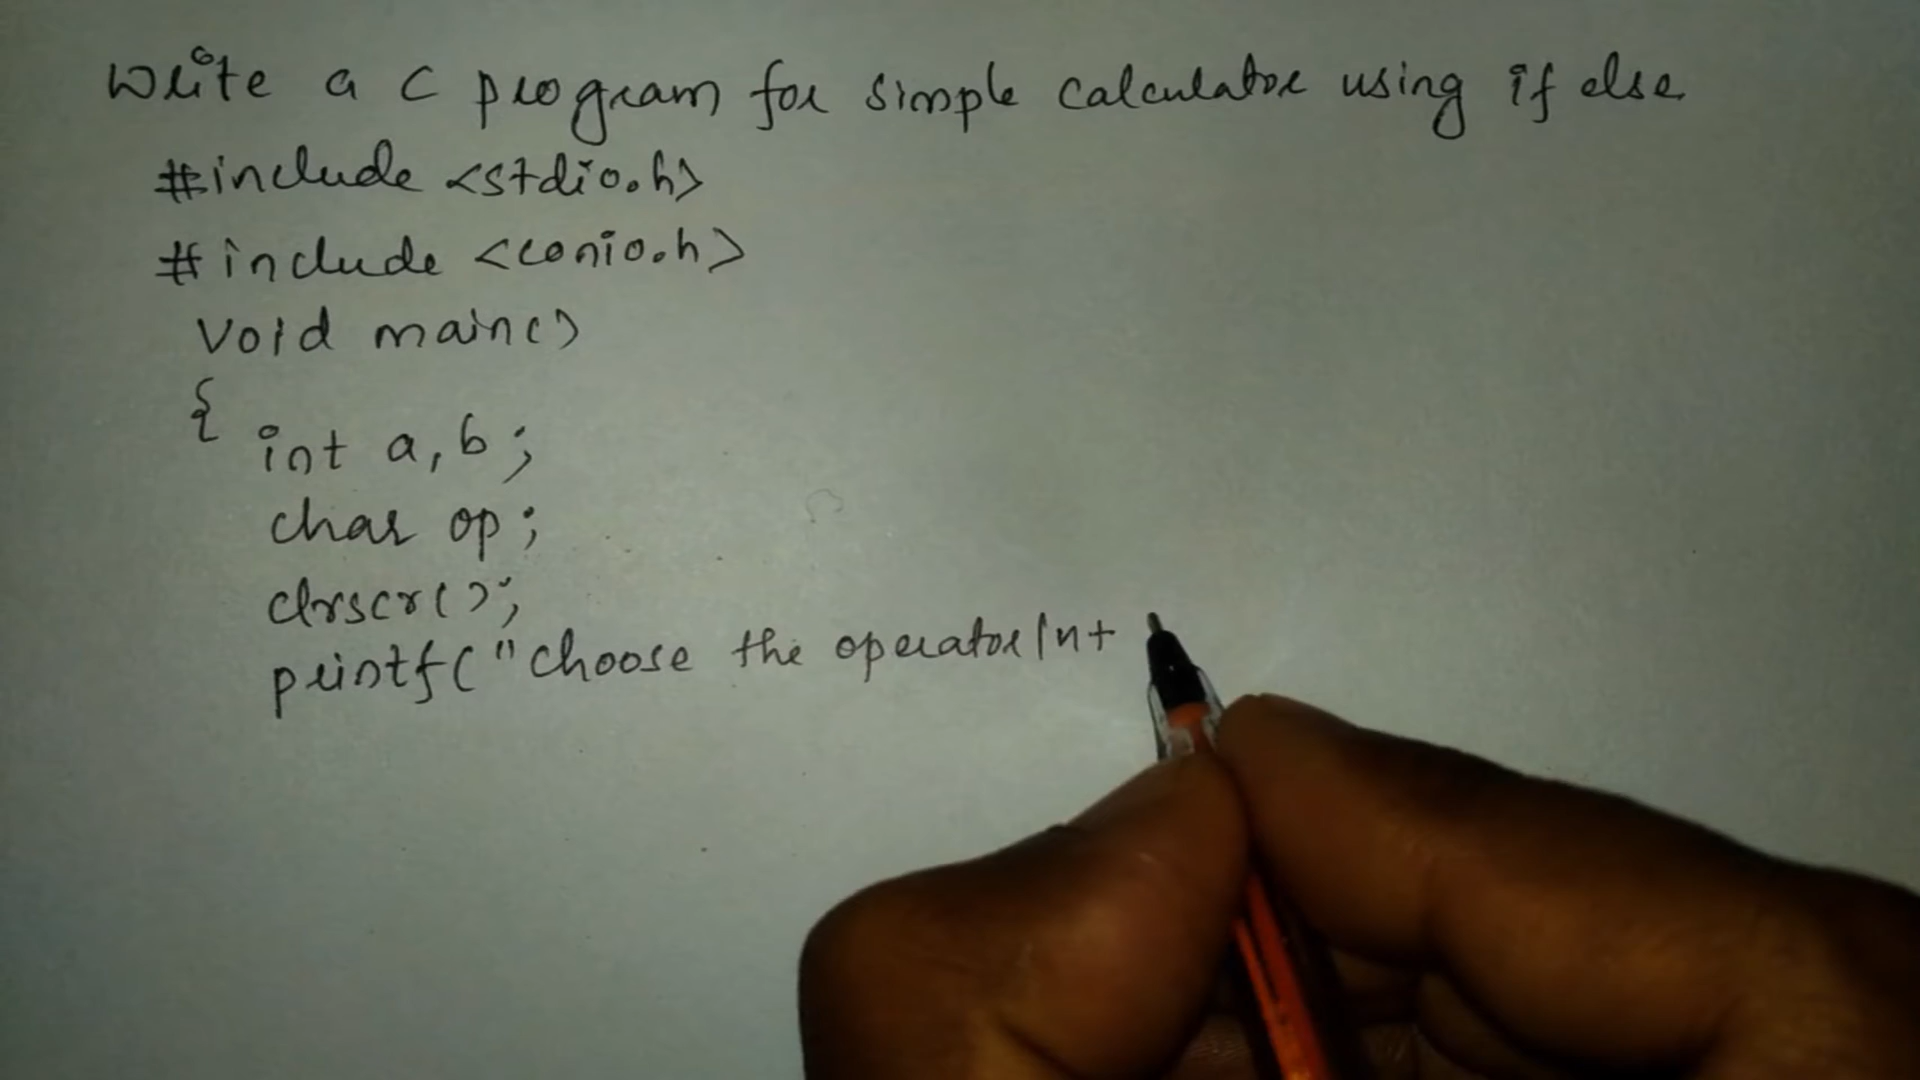 Write a C program for simple calculator using if else
#include <stdio.h>
#include <conio.h>
void main()
{
int a,b;
char op;
clrscr();
printf("choose the operator\n+